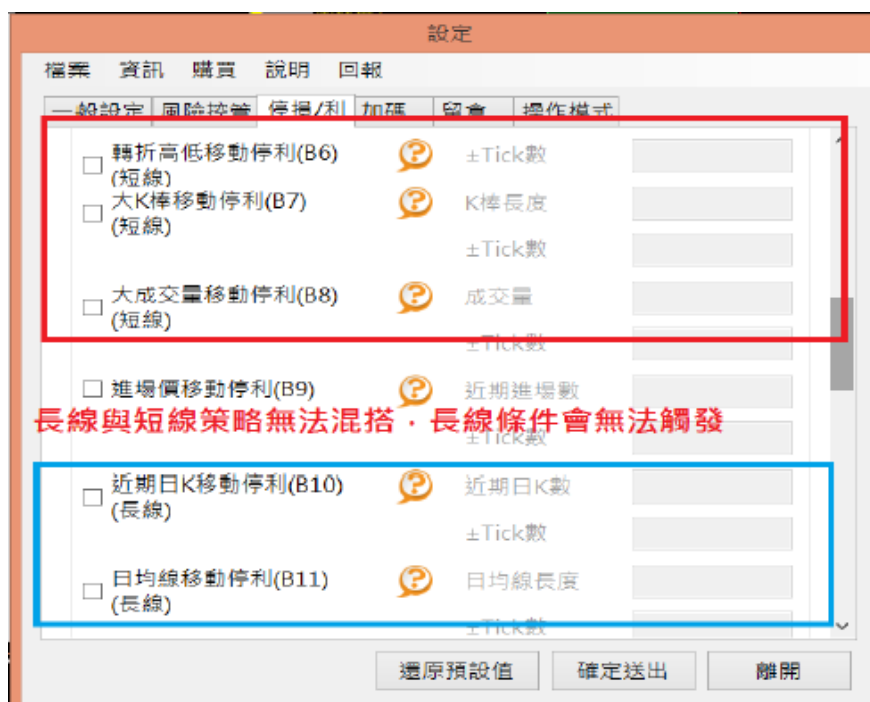 設定
檔案 資訊 購買 說明 回報
一般設定 風險控管 停損/利 加碼 留倉 操作模式
轉折高低移動停利(B6) ±Tick數
(短線)
大K棒移動停利(B7) K棒長度
(短線)
±Tick數
大成交量移動停利(B8) 成交量
(短線)
±Tick數
進場價移動停利(B9) 近期進場數
長線與短線策略無法混搭，長線條件會無法觸發
±Tick數
近期日K移動停利(B10) 近期日K數
(長線)
±Tick數
日均線移動停利(B11) 日均線長度
(長線)
±Tick數
還原預設值 確定送出 離開